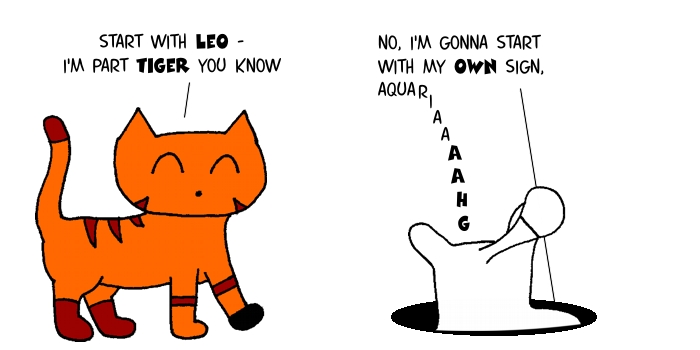 START WITH LEO -
I'M PART TIGER YOU KNOW
NO, I'M GONNA START
WITH MY OWN SIGN,
AQUARIAAAAHG